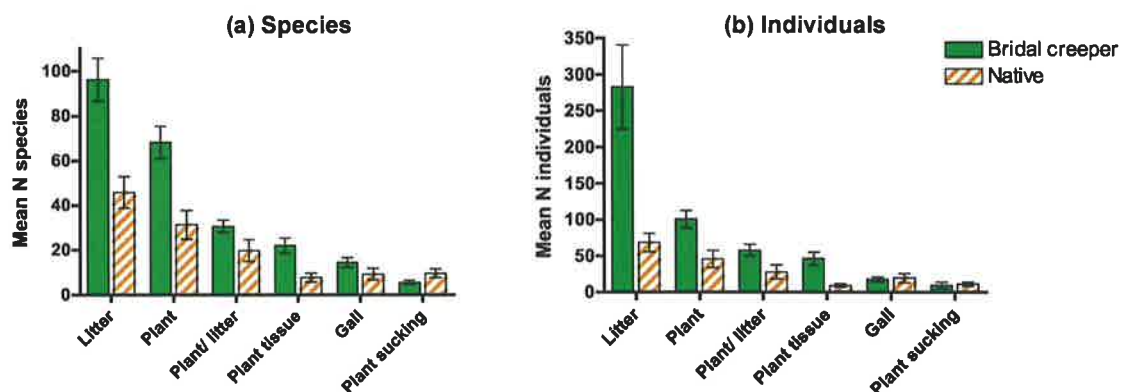 (a) Species
Mean N species
100
80
60
40
20
0
Litter
Plant
Plant/ litter
Plant tissue
Gall
Plant sucking
(b) Individuals
Mean N individuals
350
300
250
200
150
100
50
0
Litter
Plant
Plant/ litter
Plant tissue
Gall
Plant sucking
Bridal creeper
Native